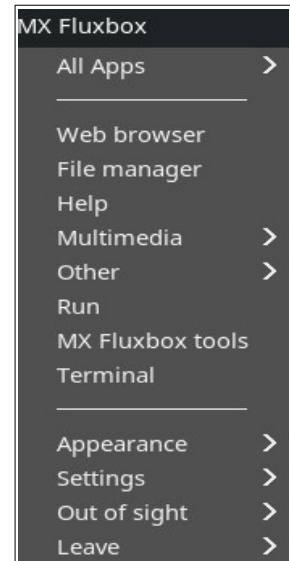 MX Fluxbox
All Apps
Web browser
File manager
Help
Multimedia
Other
Run
MX Fluxbox tools
Terminal
Appearance
Settings
Out of sight
Leave